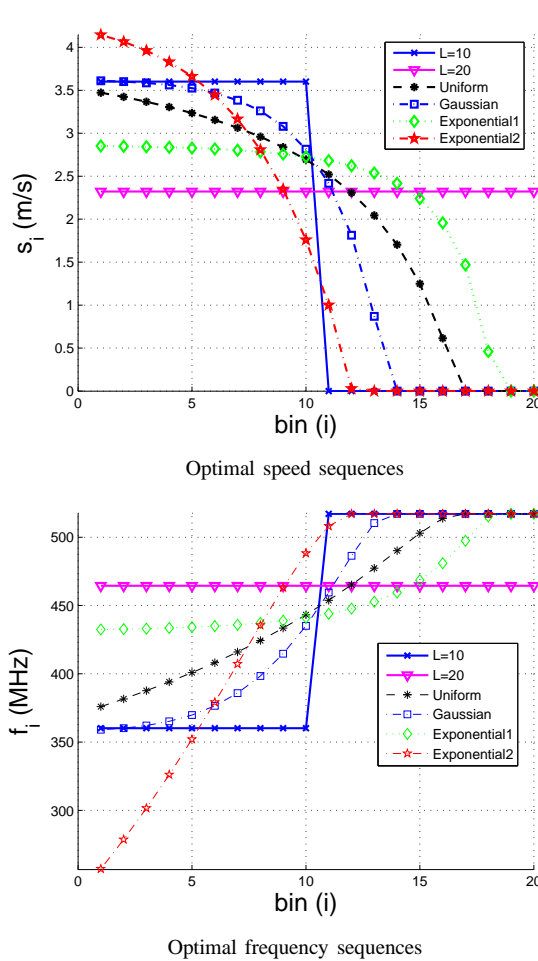 4
3.5
3
2.5
2
1.5
1
0.5
0
s_i (m/s)
L=10
L=20
Uniform
Gaussian
Exponential1
Exponential2
0 5 10 15 20
bin (i)
Optimal speed sequences
500
450
400
350
300
f_i (MHz)
L=10
L=20
Uniform
Gaussian
Exponential1
Exponential2
0 5 10 15 20
bin (i)
Optimal frequency sequences